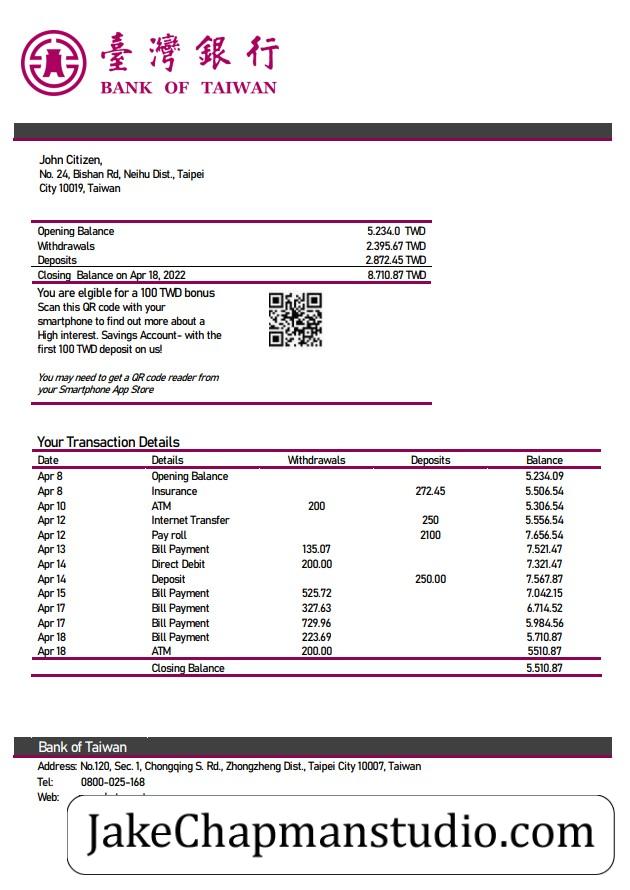 臺灣銀行
BANK OF TAIWAN
John Citizen,
No. 24, Bishan Rd, Neihu Dist., Taipei
City 10019, Taiwan
Opening Balance 5.234.0 TWD
Withdrawals 2.395.67 TWD
Deposits 2.872.45 TWD
Closing Balance on Apr 18, 2022 8.710.87 TWD
You are elgible for a 100 TWD bonus
Scan this QR code with your
smartphone to find out more about a
High interest. Savings Account- with the
first 100 TWD deposit on us!
You may need to get a QR code reader from
your Smartphone App Store
Your Transaction Details
Date Details Withdrawals Deposits Balance
Apr 8 Opening Balance 5.234.09
Apr 8 Insurance 272.45 5.506.54
Apr 10 ATM 200 5.306.54
Apr 12 Internet Transfer 250 5.556.54
Apr 12 Pay roll 2100 7.656.54
Apr 13 Bill Payment 135.07 7.521.47
Apr 14 Direct Debit 200.00 7.321.47
Apr 14 Deposit 250.00 7.567.87
Apr 15 Bill Payment 525.72 7.042.15
Apr 17 Bill Payment 327.63 6.714.52
Apr 17 Bill Payment 729.96 5.984.56
Apr 18 Bill Payment 223.69 5.710.87
Apr 18 ATM 200.00 5510.87
Closing Balance 5.510.87
Bank of Taiwan
Address: No.120, Sec. 1, Chongqing S. Rd., Zhongzheng Dist., Taipei City 10007, Taiwan
Tel: 0800-025-168
Web:
JakeChapmanstudio.com